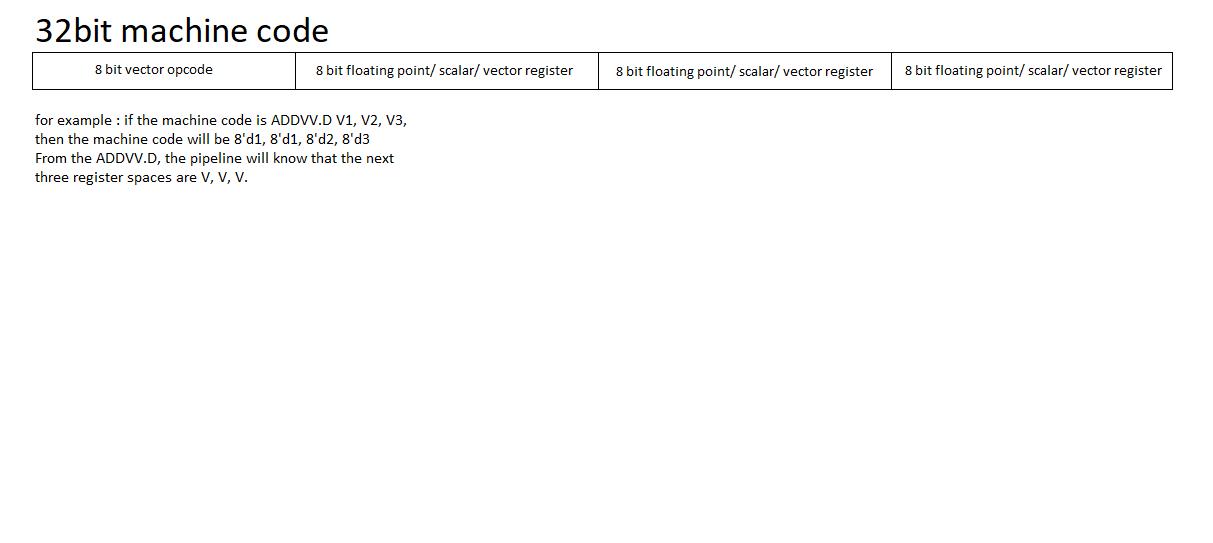 32bit machine code
8 bit vector opcode
8 bit floating point/ scalar/ vector register
8 bit floating point/ scalar/ vector register
8 bit floating point/ scalar/ vector register
for example : if the machine code is ADDVV.D V1, V2, V3,
then the machine code will be 8'd1, 8'd1, 8'd2, 8'd3
From the ADDVV.D, the pipeline will know that the next
three register spaces are V, V, V.